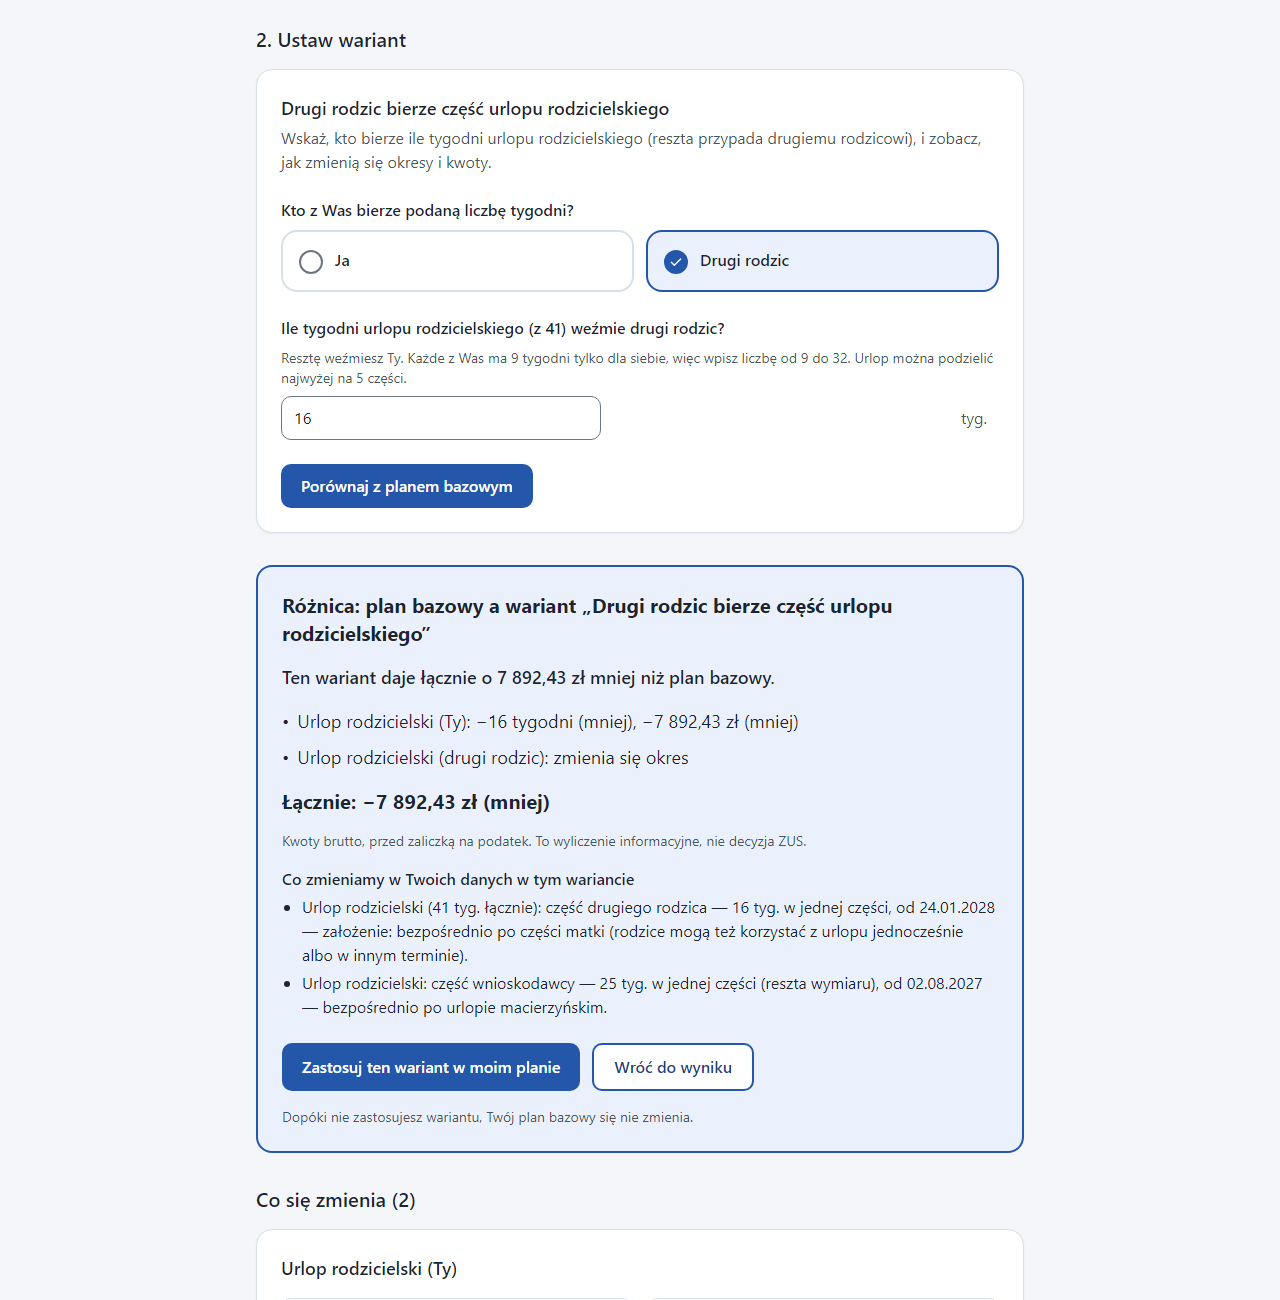 2. Ustaw wariant
Drugi rodzic bierze część urlopu rodzicielskiego
Wskaż, kto bierze ile tygodni urlopu rodzicielskiego (reszta przypada drugiemu rodzicowi), i zobacz,
jak zmienią się okresy i kwoty.
Kto z Was bierze podaną liczbę tygodni?
Ja
Drugi rodzic
Ile tygodni urlopu rodzicielskiego (z 41) weźmie drugi rodzic?
Resztę weźmiesz Ty. Każde z Was ma 9 tygodni tylko dla siebie, więc wpisz liczbę od 9 do 32. Urlop można podzielić
najwyżej na 5 części.
16
tyg.
Porównaj z planem bazowym
Różnica: plan bazowy a wariant „Drugi rodzic bierze część urlopu
rodzicielskiego”
Ten wariant daje łącznie o 7 892,43 zł mniej niż plan bazowy.
• Urlop rodzicielski (Ty): −16 tygodni (mniej), −7 892,43 zł (mniej)
• Urlop rodzicielski (drugi rodzic): zmienia się okres
Łącznie: −7 892,43 zł (mniej)
Kwoty brutto, przed zaliczką na podatek. To wyliczenie informacyjne, nie decyzja ZUS.
Co zmieniamy w Twoich danych w tym wariancie
• Urlop rodzicielski (41 tyg. łącznie): część drugiego rodzica — 16 tyg. w jednej części, od 24.01.2028
— założenie: bezpośrednio po części matki (rodzice mogą też korzystać z urlopu jednocześnie
albo w innym terminie).
• Urlop rodzicielski: część wnioskodawcy — 25 tyg. w jednej części (reszta wymiaru), od 02.08.2027
— bezpośrednio po urlopie macierzyńskim.
Zastosuj ten wariant w moim planie
Wróć do wyniku
Dopóki nie zastosujesz wariantu, Twój plan bazowy się nie zmienia.
Co się zmienia (2)
Urlop rodzicielski (Ty)